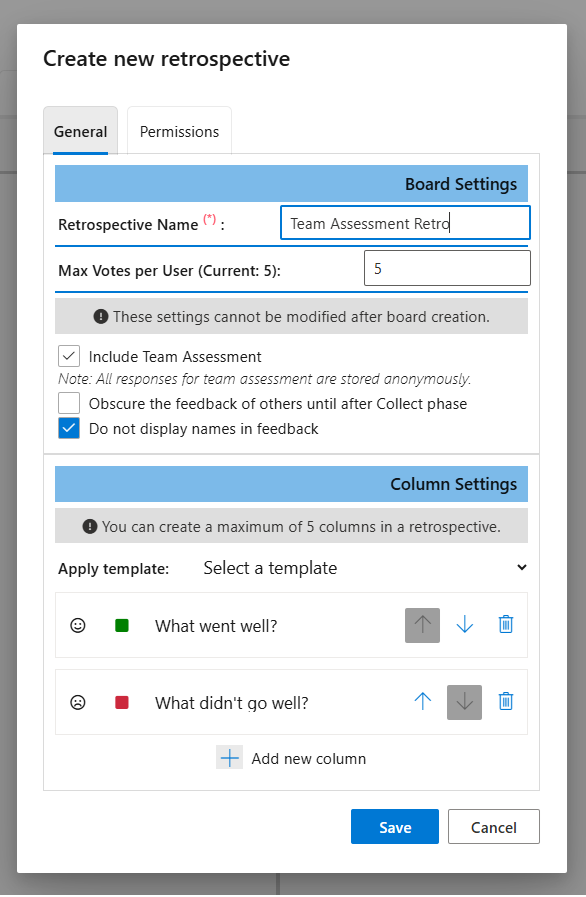 Create new retrospective
General
Permissions
Board Settings
Retrospective Name (*) :
Team Assessment Retro
Max Votes per User (Current: 5):
5
These settings cannot be modified after board creation.
Include Team Assessment
Note: All responses for team assessment are stored anonymously.
Obscure the feedback of others until after Collect phase
Do not display names in feedback
Column Settings
You can create a maximum of 5 columns in a retrospective.
Apply template:
Select a template
What went well?
What didn't go well?
Add new column
Save
Cancel